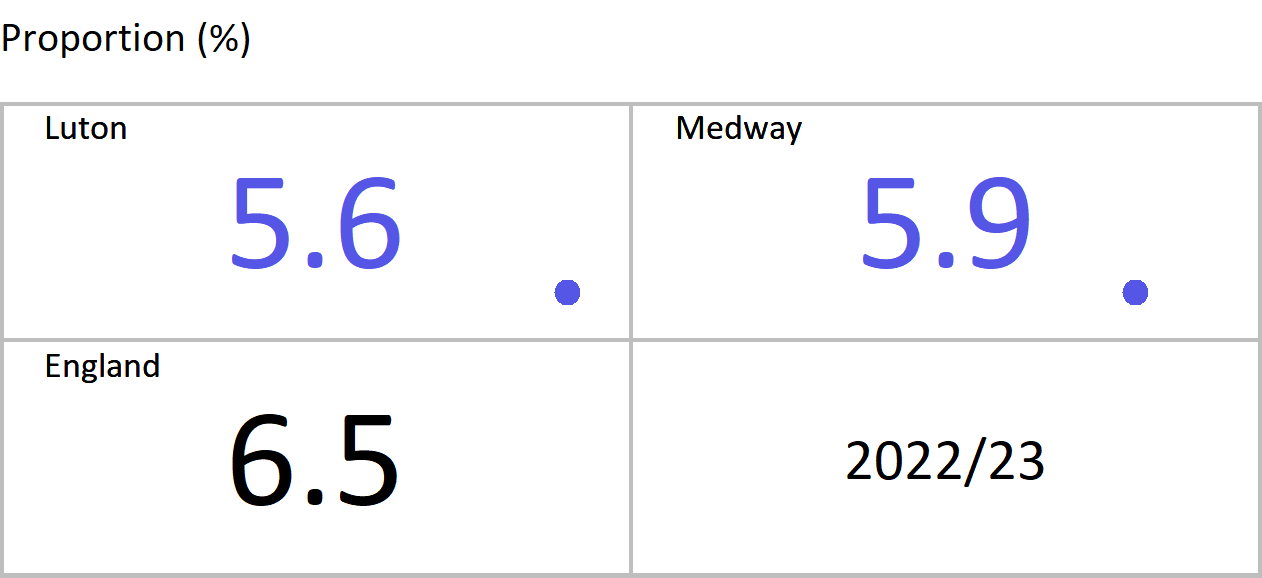 Proportion (%)
Luton
5.6
Medway
5.9
England
6.5
2022/23